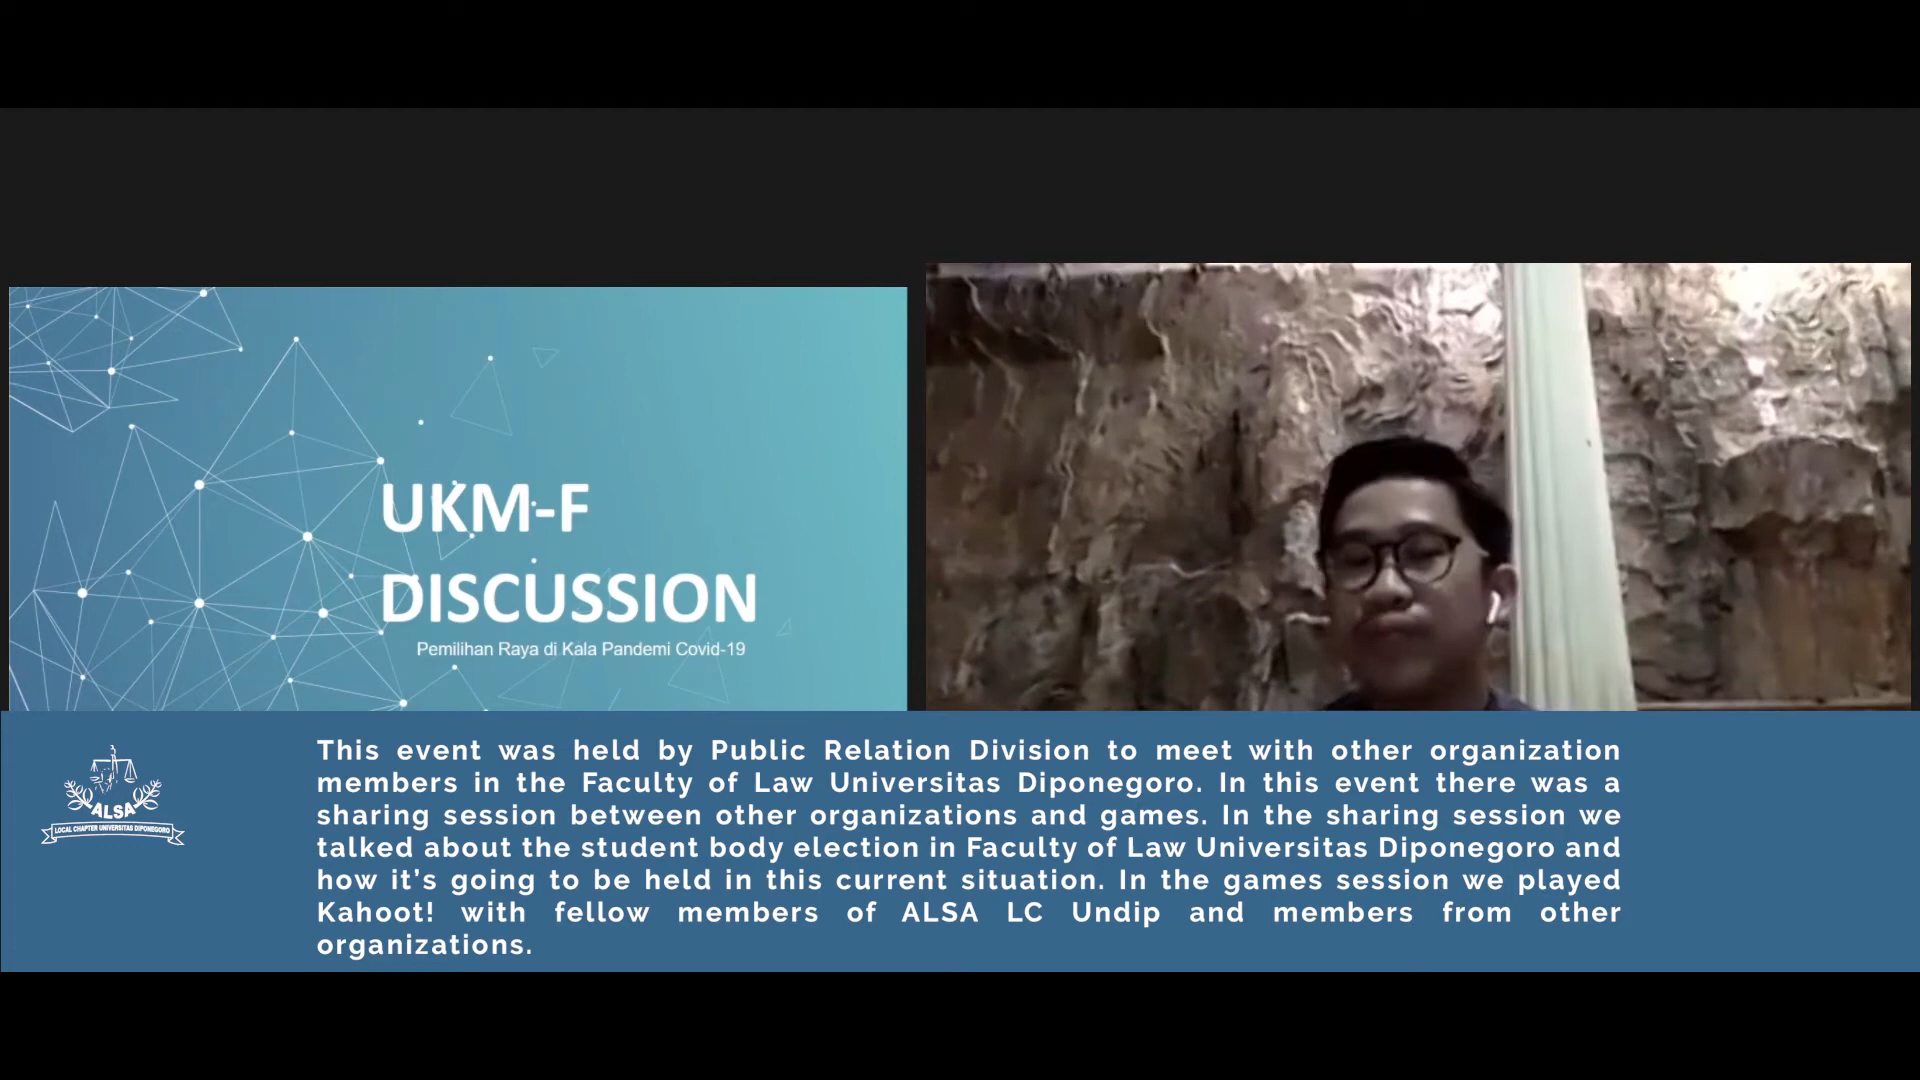 UKM-F
DISCUSSION
Pemilihan Raya di Kala Pandemi Covid-19
This event was held by Public Relation Division to meet with other organization
members in the Faculty of Law Universitas Diponegoro. In this event there was a
sharing session between other organizations and games. In the sharing session we
talked about the student body election in Faculty of Law Universitas Diponegoro and
how it's going to be held in this current situation. In the games session we played
Kahoot! with fellow members of ALSA LC Undip and members from other
organizations.
ALSA
LOCAL CHAPTER UNIVERSITAS DIPONEGORO